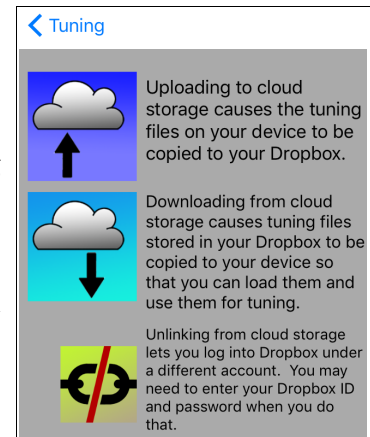 Tuning
Uploading to cloud
storage causes the tuning
files on your device to be
copied to your Dropbox.
Downloading from cloud
storage causes tuning files
stored in your Dropbox to be
copied to your device so
that you can load them and
use them for tuning.
Unlinking from cloud storage
lets you log into Dropbox under
a different account.  You may
need to enter your Dropbox ID
and password when you do
that.